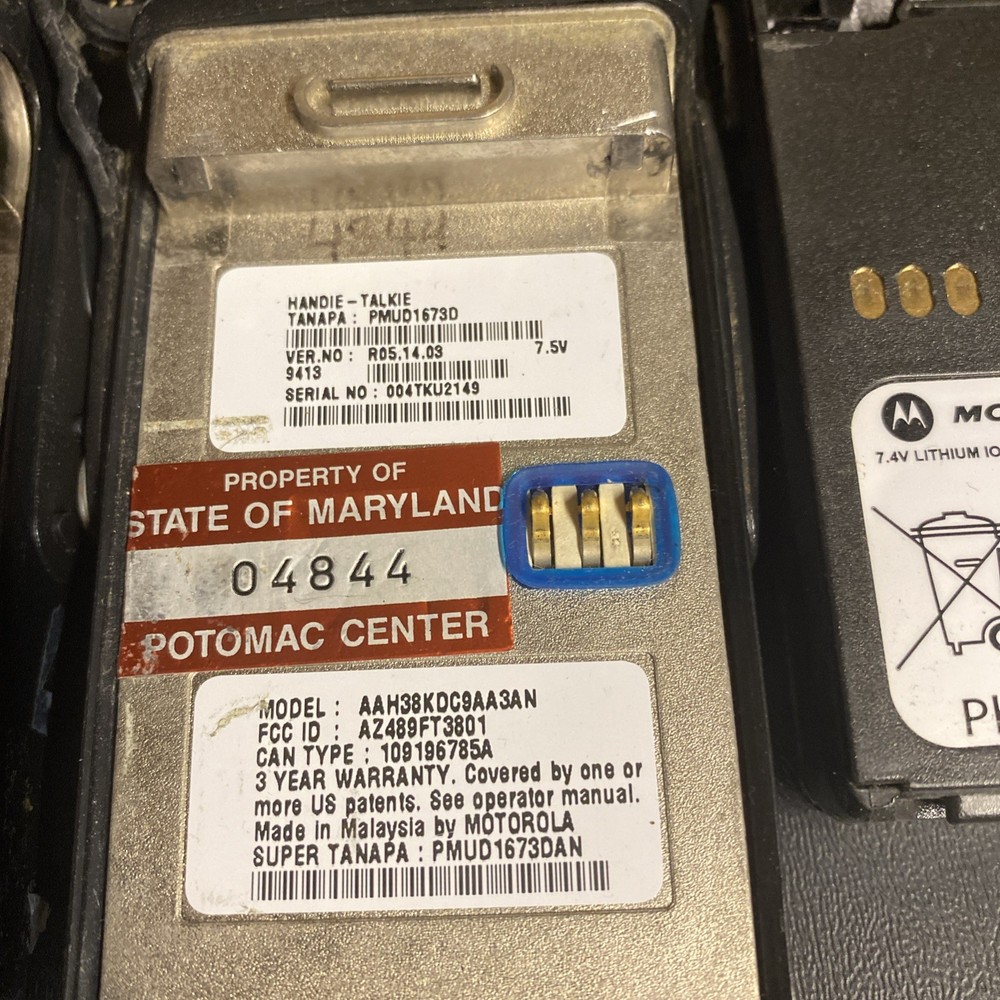 4844
HANDIE-TALKIE
TANAPA : PMUD1673D
VER.NO : R05.14.03 7.5V
9413
SERIAL NO : 004TKU2149
PROPERTY OF
STATE OF MARYLAND
04844
POTOMAC CENTER
MODEL : AAH38KDC9AA3AN
FCC ID : AZ489FT3801
CAN TYPE : 109196785A
3 YEAR WARRANTY. Covered by one or
more US patents. See operator manual.
Made in Malaysia by MOTOROLA
SUPER TANAPA : PMUD1673DAN
7.4V LITHIUM IO